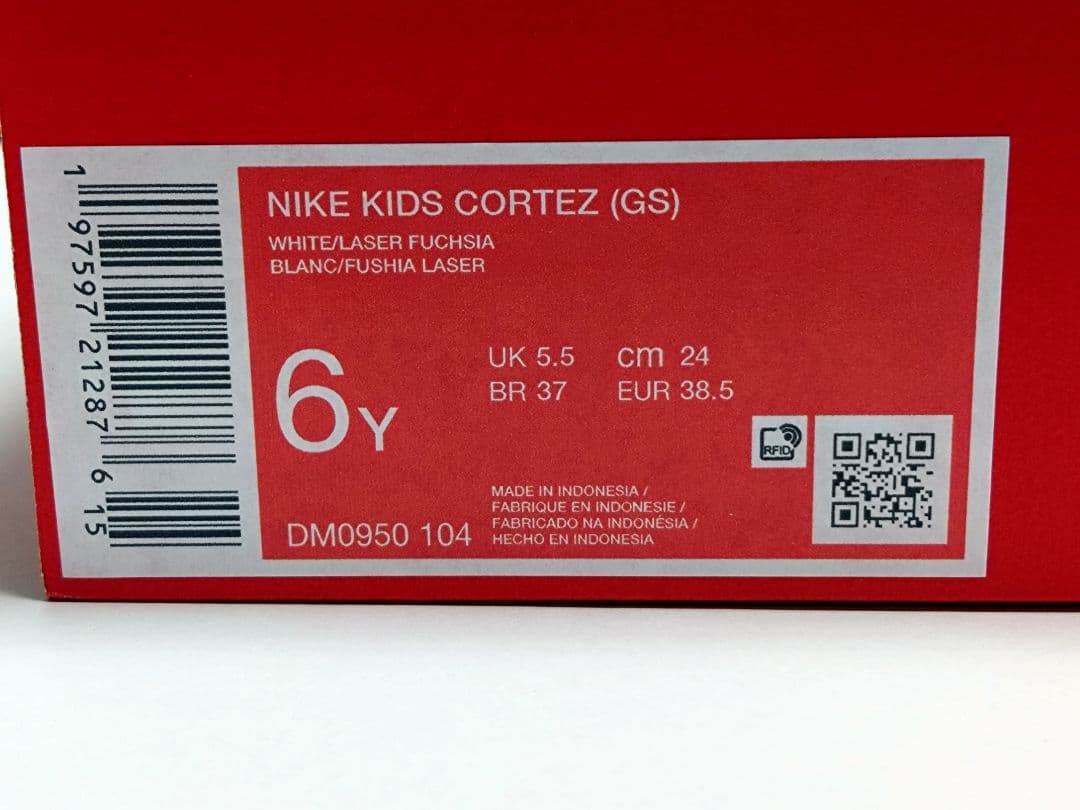 1 97597 21287 6 15
NIKE KIDS CORTEZ (GS)
WHITE/LASER FUCHSIA
BLANC/FUSHIA LASER
6Y
UK 5.5 cm 24
BR 37 EUR 38.5
RFID
MADE IN INDONESIA /
FABRIQUE EN INDONESIE /
FABRICADO NA INDONÉSIA /
HECHO EN INDONESIA
DM0950 104